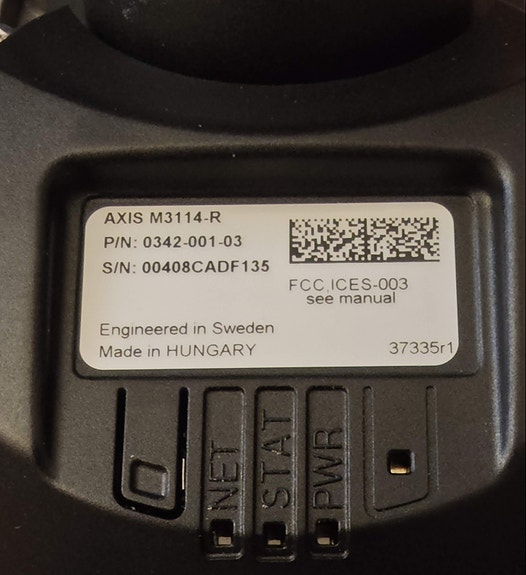 AXIS M3114-R
P/N: 0342-001-03
S/N: 00408CADF135
FCC,ICES-003
see manual
Engineered in Sweden
Made in HUNGARY
37335r1
NET
STAT
PWR